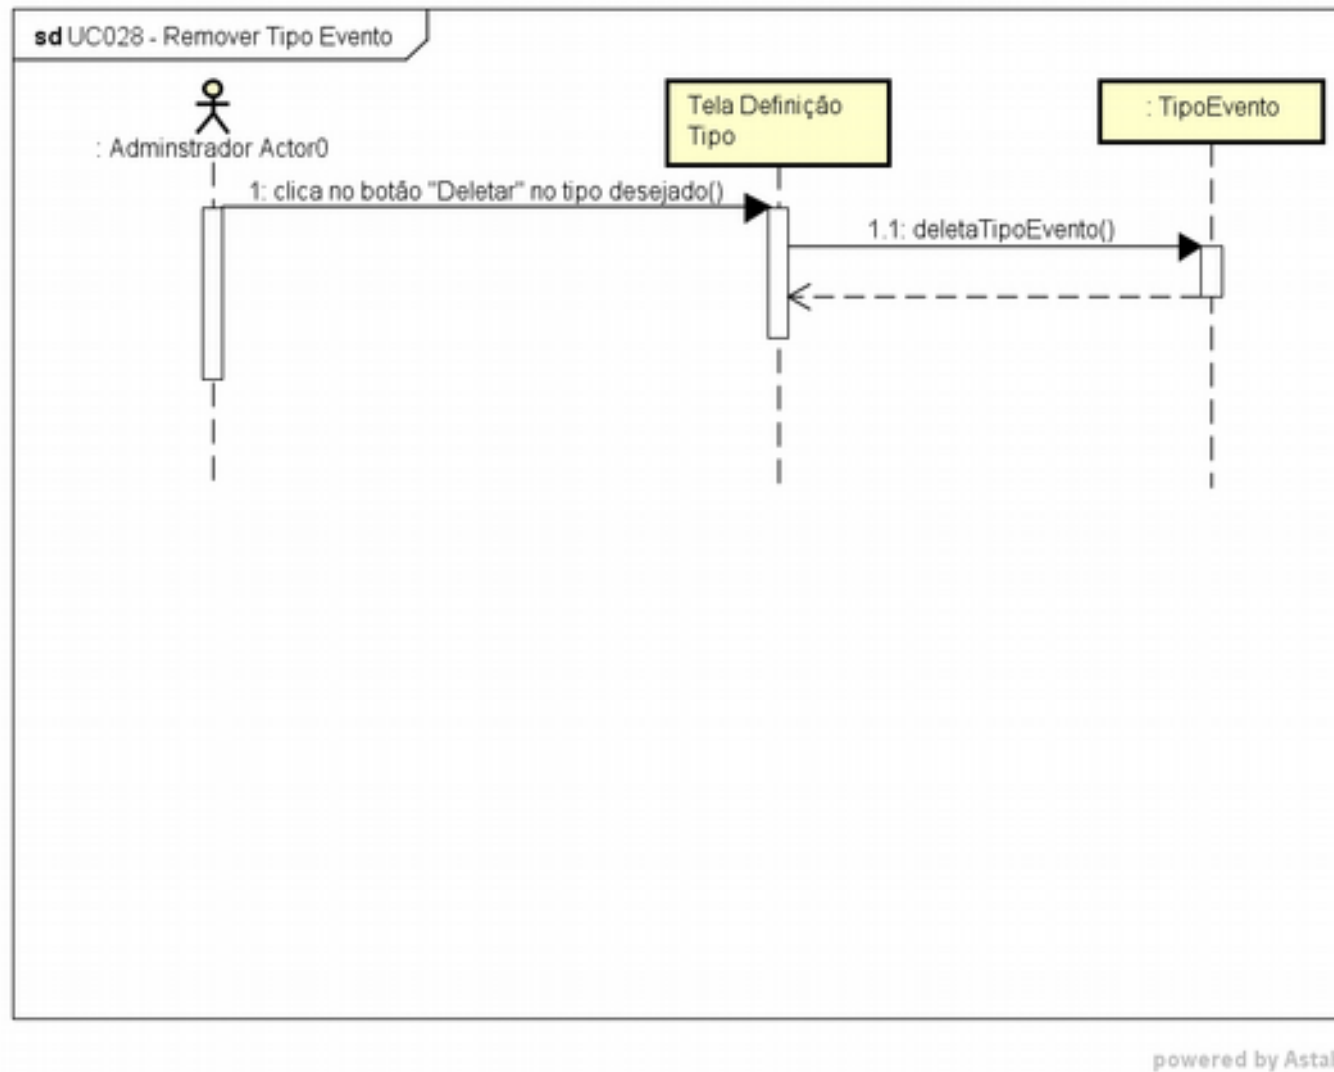 sd UC028 - Remover Tipo Evento
: Adminstrador Actor0
Tela Definição
Tipo
: TipoEvento
1: clica no botão "Deletar" no tipo desejado()
1.1: deletaTipoEvento()
powered by Asta